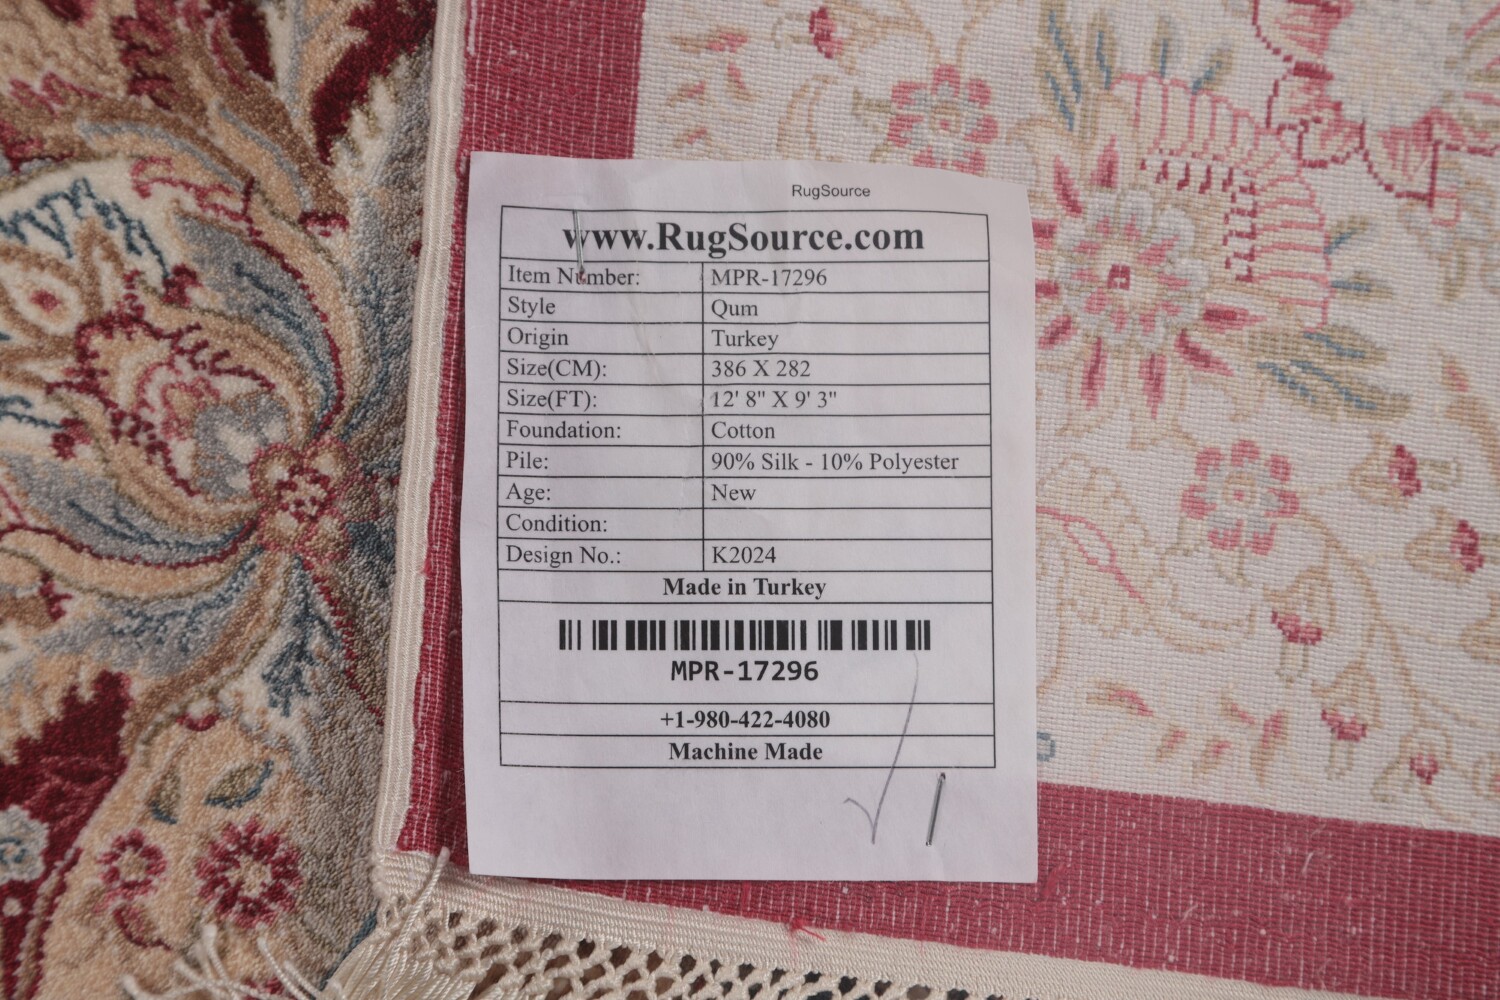 RugSource
www.RugSource.com
Item Number: MPR-17296
Style Qum
Origin Turkey
Size(CM): 386 X 282
Size(FT): 12' 8" X 9' 3"
Foundation: Cotton
Pile: 90% Silk - 10% Polyester
Age: New
Condition:
Design No.: K2024
Made in Turkey
MPR-17296
+1-980-422-4080
Machine Made